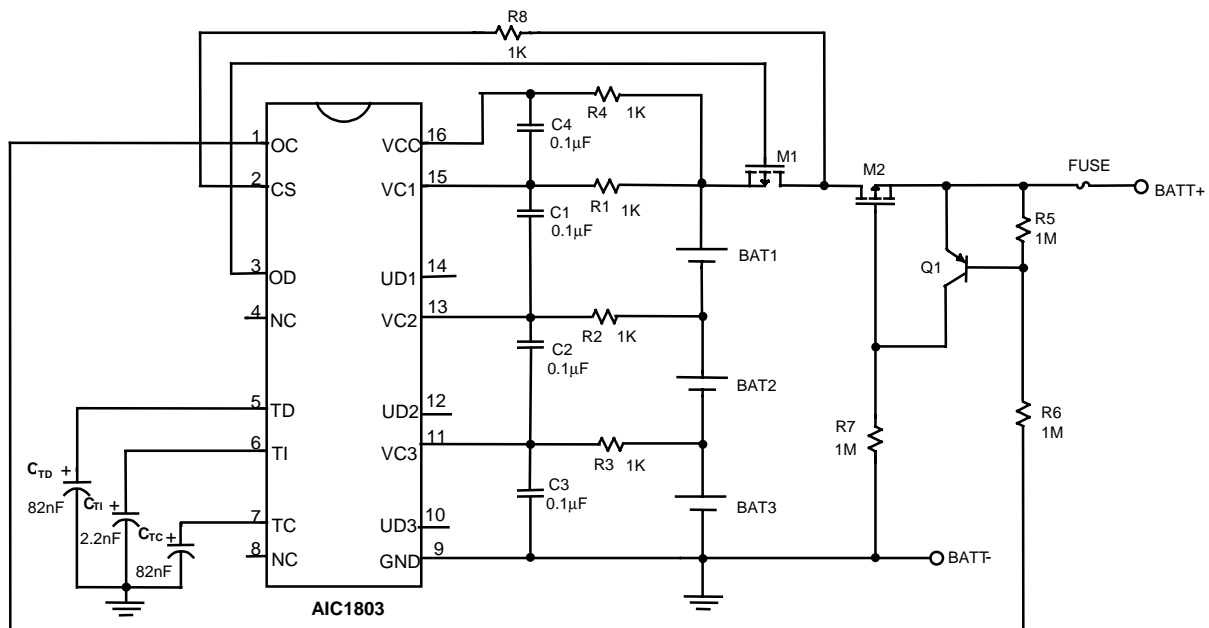 R8
1K
R4
1K
C4
0.1μF
M1
M2
FUSE
BATT+
1
OC
VCC
16
2
CS
VC1
15
R1
1K
C1
0.1μF
R5
1M
BAT1
Q1
3
OD
UD1
14
4
NC
VC2
13
R2
1K
C2
0.1μF
BAT2
5
TD
UD2
12
R7
1M
R6
1M
6
TI
VC3
11
R3
1K
CTD +
82nF
CTI +
2.2nF
CTC +
82nF
C3
0.1μF
BAT3
7
TC
UD3
10
8
NC
GND
9
BATT-
AIC1803